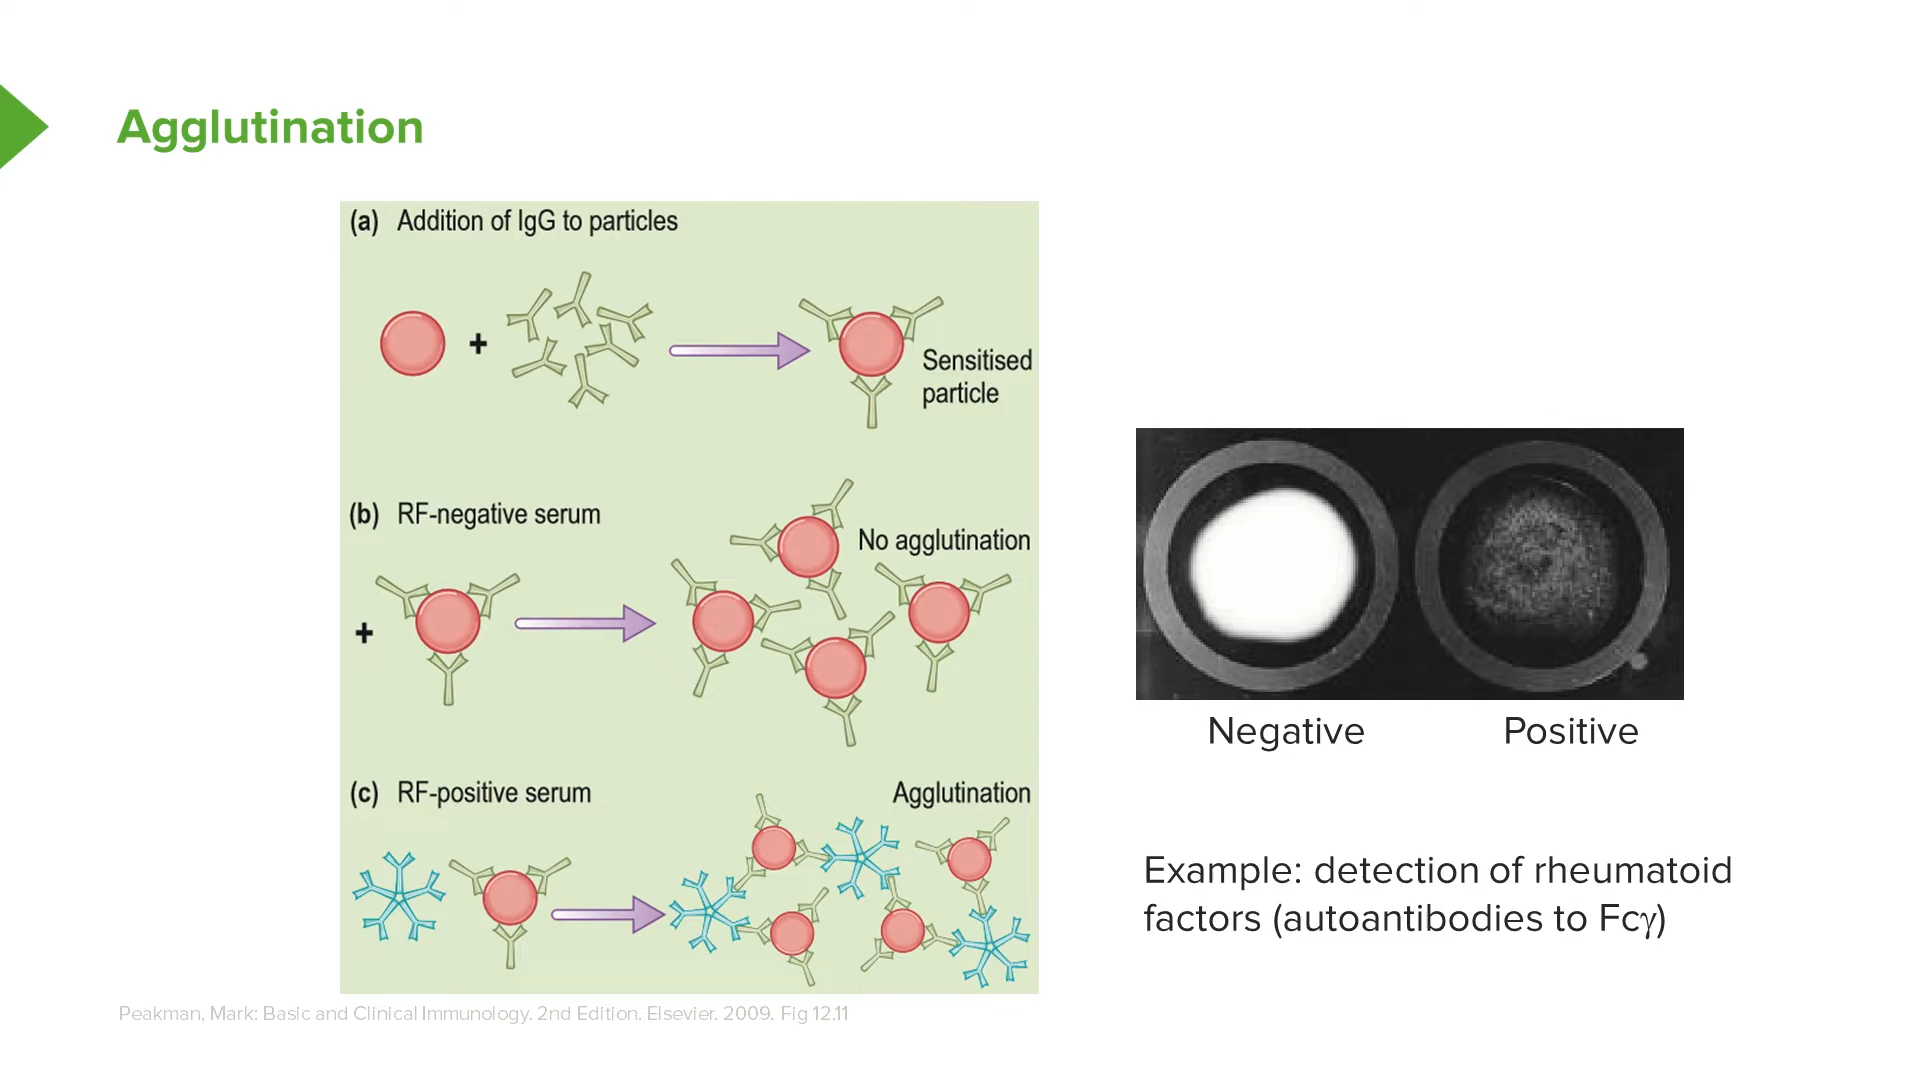 Agglutination
(a) Addition of IgG to particles
+
Sensitised
particle
(b) RF-negative serum
No agglutination
+
(c) RF-positive serum
Agglutination
Negative
Positive
Example: detection of rheumatoid
factors (autoantibodies to Fcγ)
Peakman, Mark: Basic and Clinical Immunology. 2nd Edition. Elsevier. 2009. Fig 12.11